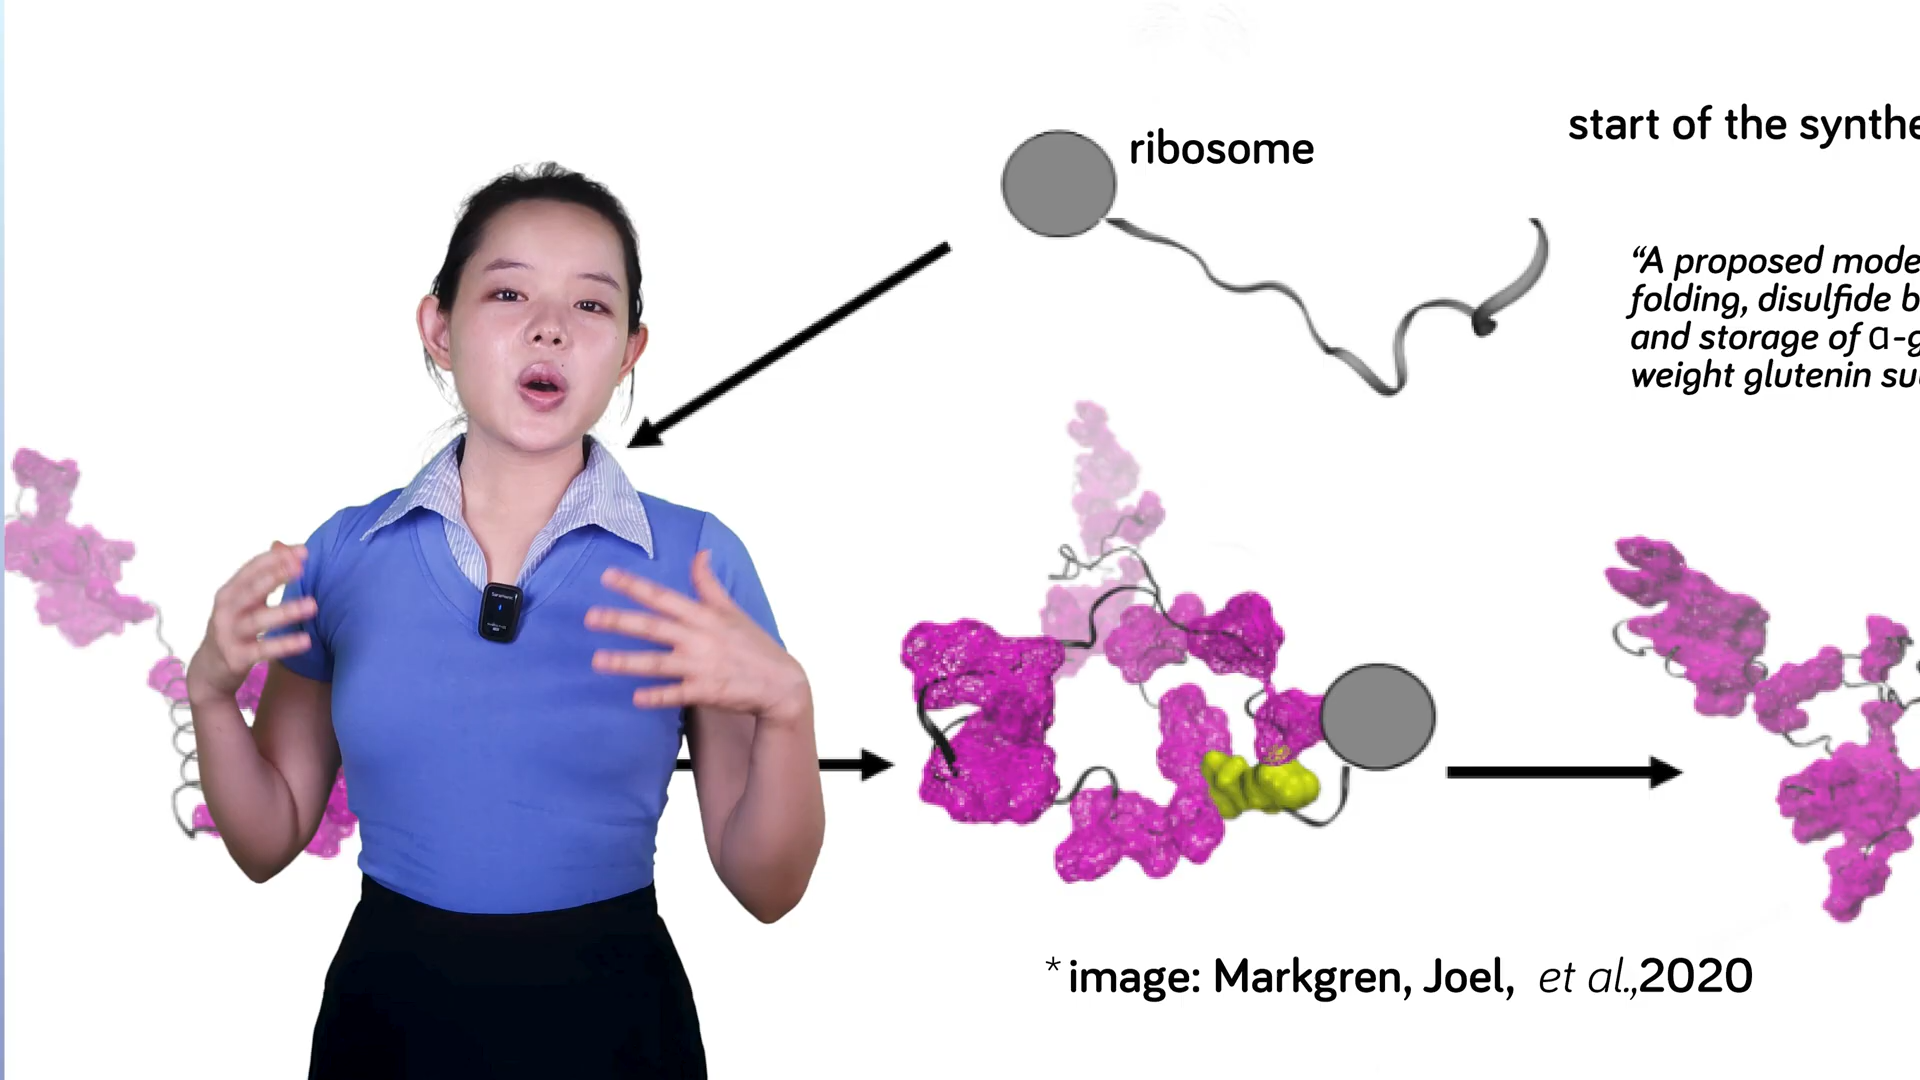 ribosome
start of the synthe
“A proposed mode
folding, disulfide b
and storage of α-g
weight glutenin su
* image: Markgren, Joel, et al.,2020